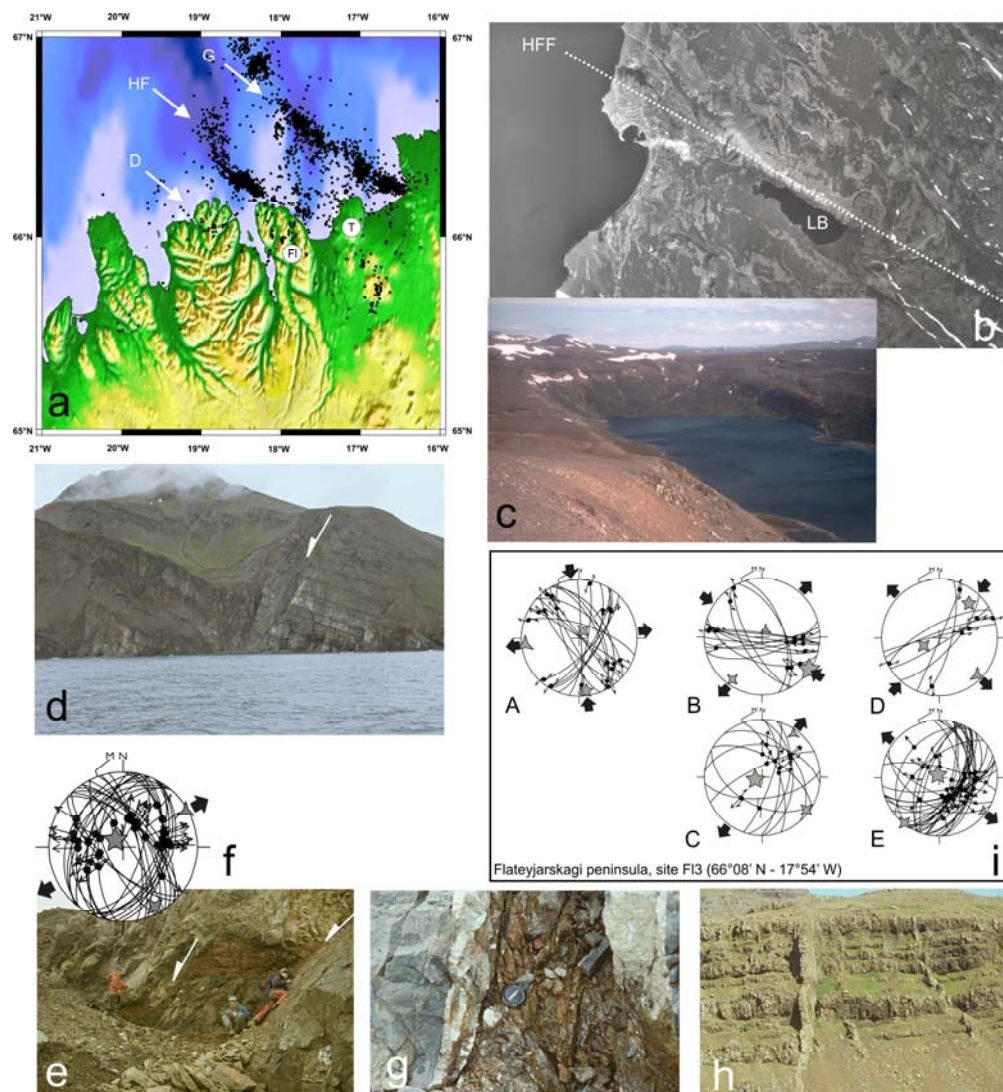 21°W 20°W 19°W 18°W 17°W 16°W
67°N 67°N
G
HF
D
66°N 66°N
T
Fl
a
65°N 65°N
21°W 20°W 19°W 18°W 17°W 16°W
HFF
LB
b
c
d
M N
f
e
g
h
M N
A
M N
B
M N
D
M N
C
M N
E
i
Flateyjarskagi peninsula, site Fl3 (66°08' N - 17°54' W)